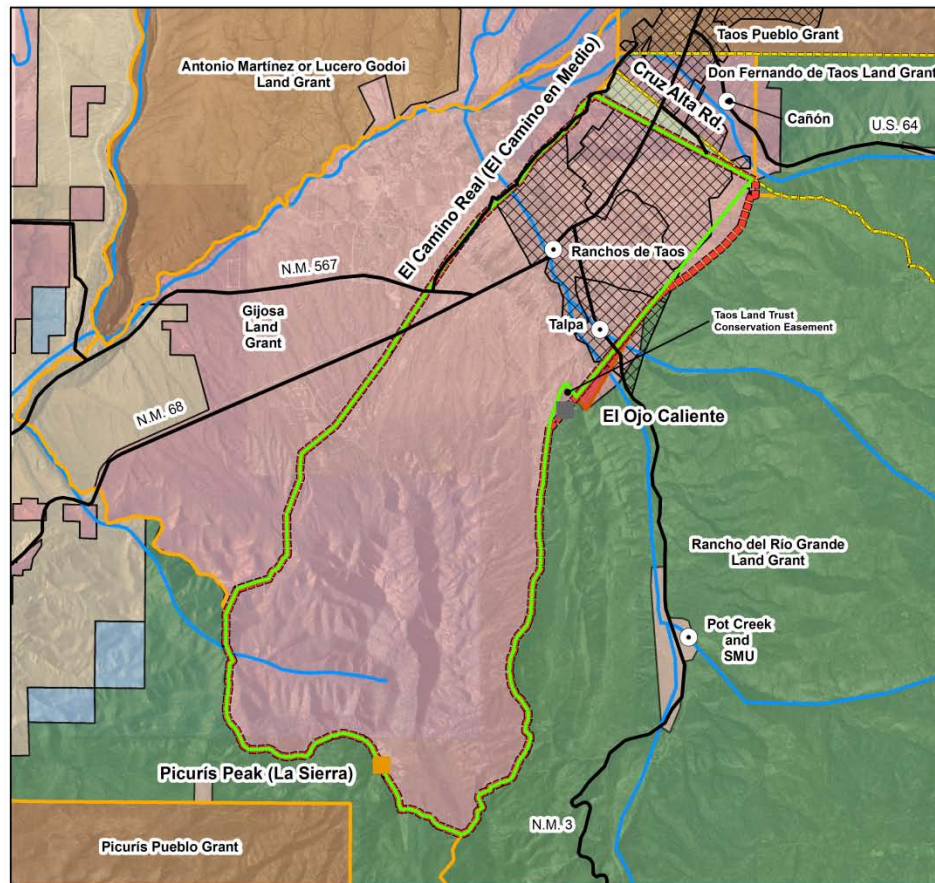 Taos Pueblo Grant
Antonio Martínez or Lucero Godoi
Land Grant
Don Fernando de Taos Land Grant
Cruz Alta Rd.
Cañón
U.S. 64
El Camino Real (El Camino en Medio)
Ranchos de Taos
N.M. 567
Gijosa
Land
Grant
Taos Land Trust
Conservation Easement
Talpa
N.M. 68
El Ojo Caliente
Rancho del Río Grande
Land Grant
Pot Creek
and
SMU
Picurís Peak (La Sierra)
N.M. 3
Picurís Pueblo Grant